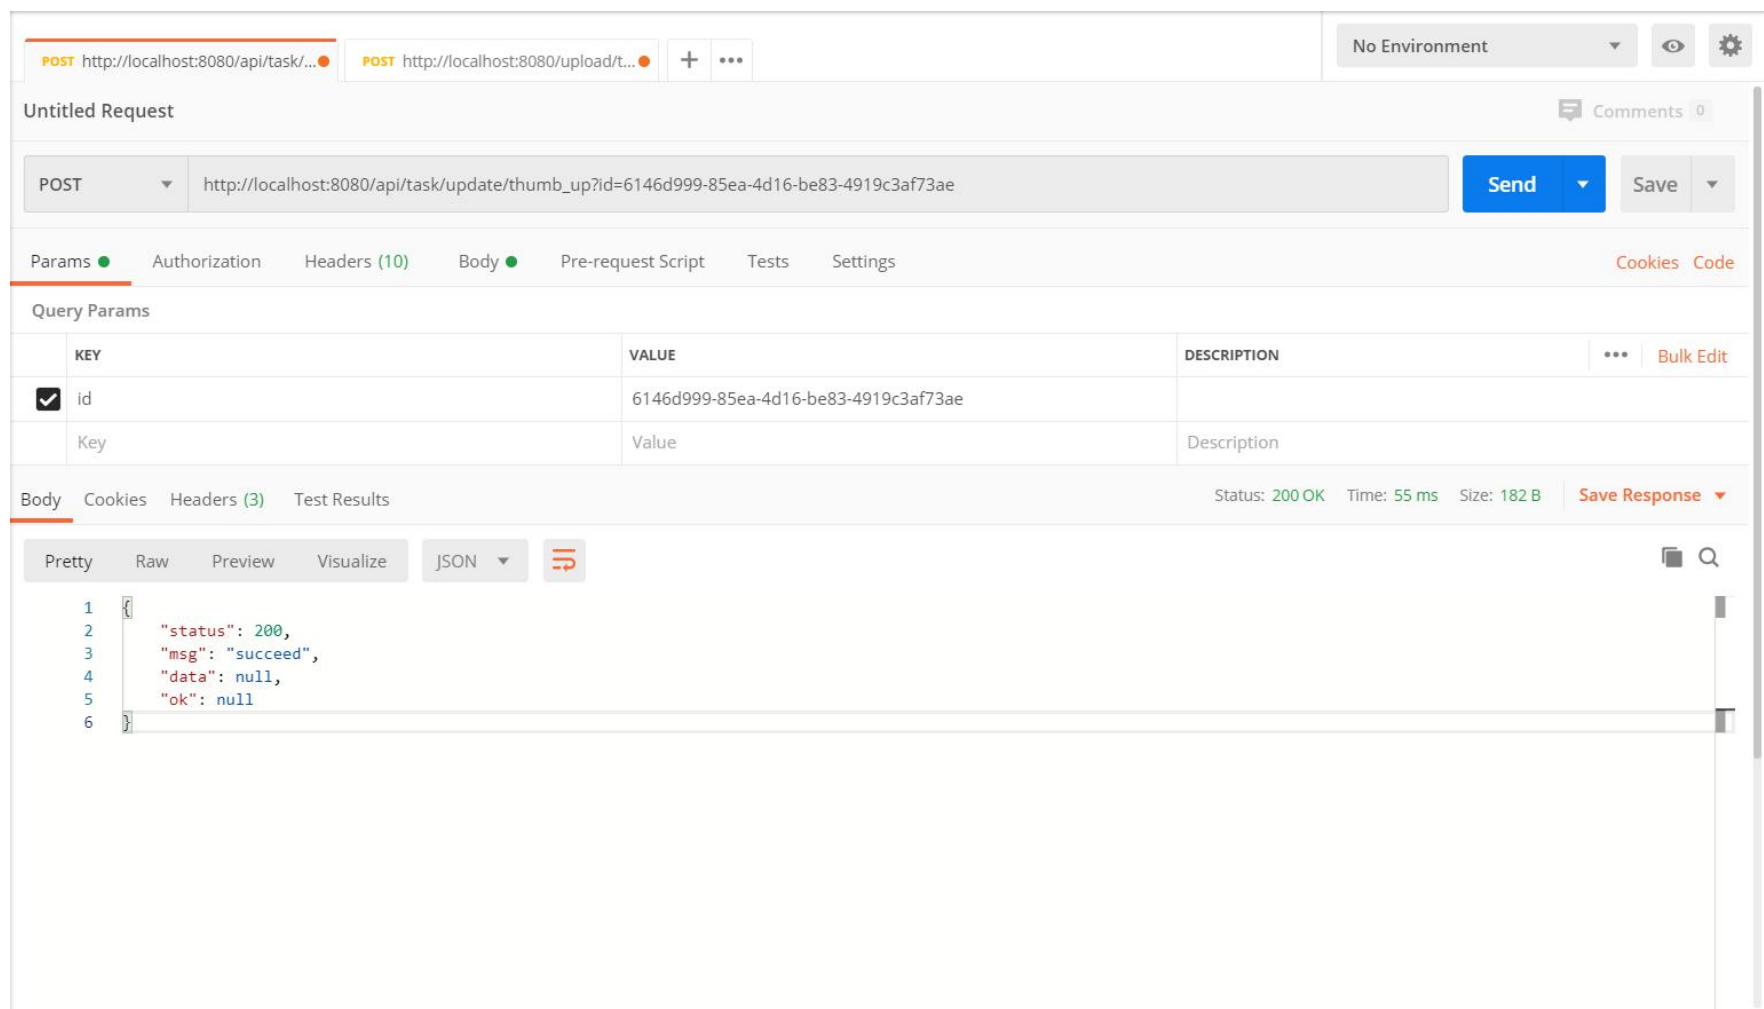 POST http://localhost:8080/api/task/... POST http://localhost:8080/upload/t... + ••• No Environment
Untitled Request Comments 0
POST http://localhost:8080/api/task/update/thumb_up?id=6146d999-85ea-4d16-be83-4919c3af73ae Send Save
Params Authorization Headers (10) Body Pre-request Script Tests Settings Cookies Code
Query Params
KEY VALUE DESCRIPTION ••• Bulk Edit
id 6146d999-85ea-4d16-be83-4919c3af73ae
Key Value Description
Body Cookies Headers (3) Test Results Status: 200 OK Time: 55 ms Size: 182 B Save Response
Pretty Raw Preview Visualize JSON
1 {
2 "status": 200,
3 "msg": "succeed",
4 "data": null,
5 "ok": null
6 }